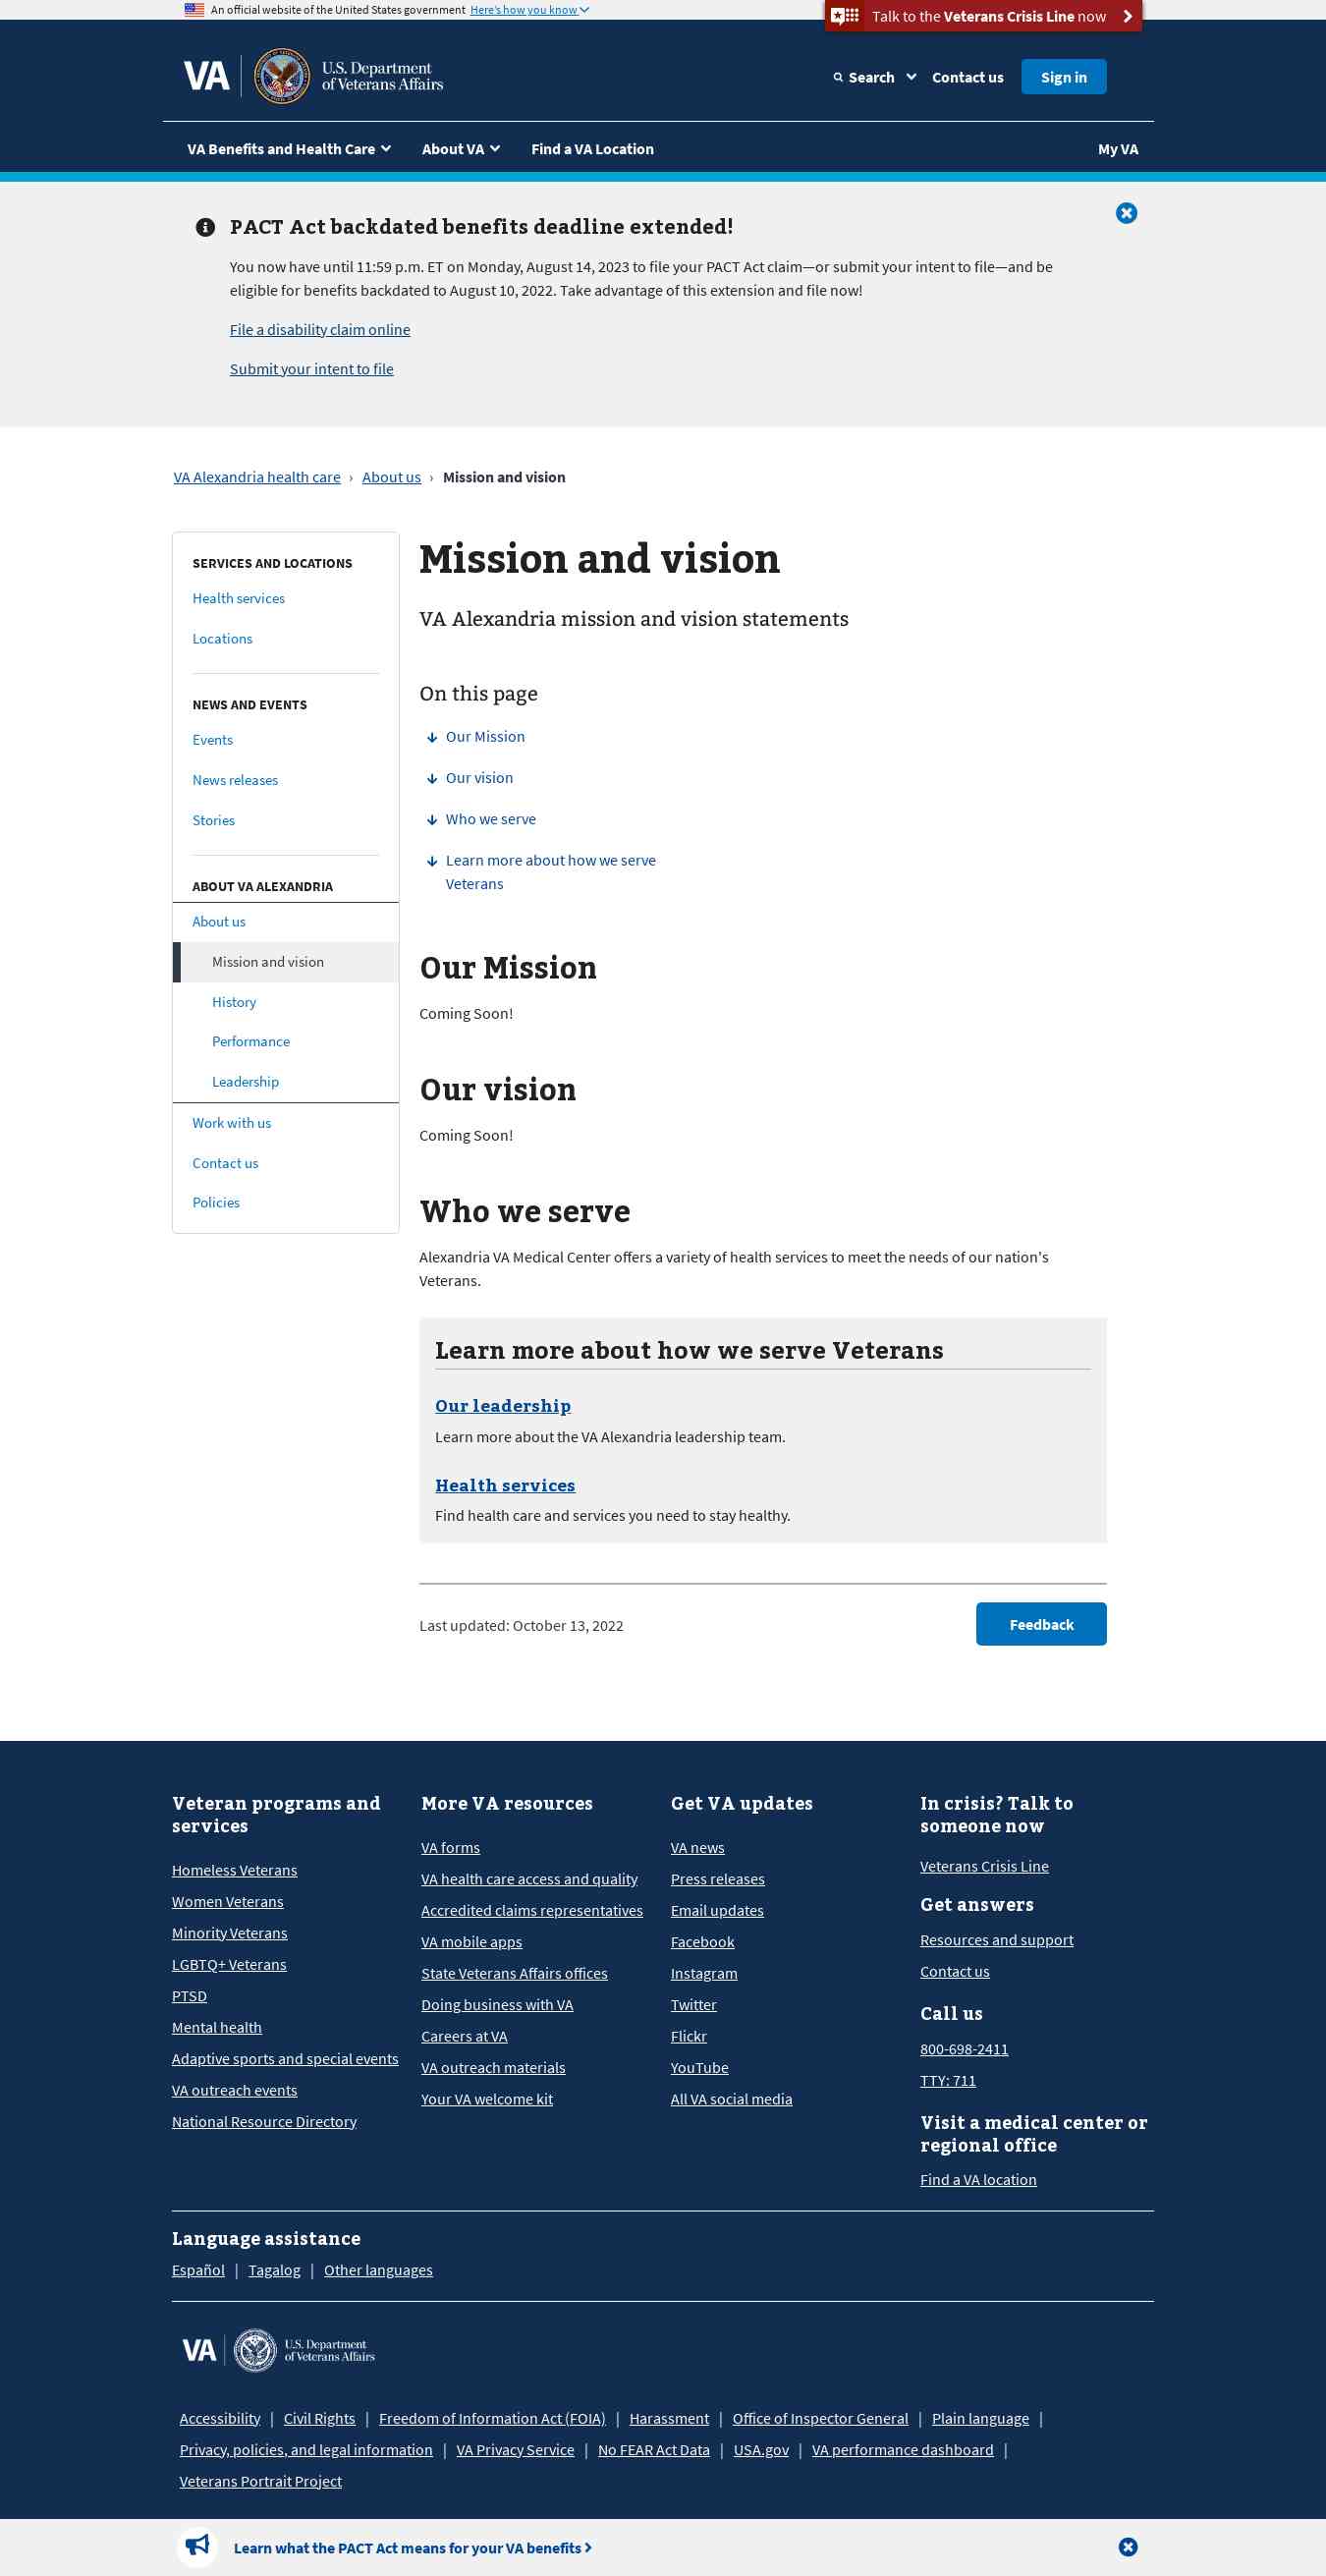 An official website of the United States government Here's how you know
Talk to the Veterans Crisis Line now
VA U.S. Department
of Veterans Affairs
Search Contact us Sign in
VA Benefits and Health Care About VA Find a VA Location My VA
PACT Act backdated benefits deadline extended!
You now have until 11:59 p.m. ET on Monday, August 14, 2023 to file your PACT Act claim—or submit your intent to file—and be
eligible for benefits backdated to August 10, 2022. Take advantage of this extension and file now!
File a disability claim online
Submit your intent to file
VA Alexandria health care › About us › Mission and vision
SERVICES AND LOCATIONS
Health services
Locations
NEWS AND EVENTS
Events
News releases
Stories
ABOUT VA ALEXANDRIA
About us
Mission and vision
History
Performance
Leadership
Work with us
Contact us
Policies
Mission and vision
VA Alexandria mission and vision statements
On this page
Our Mission
Our vision
Who we serve
Learn more about how we serve
Veterans
Our Mission
Coming Soon!
Our vision
Coming Soon!
Who we serve
Alexandria VA Medical Center offers a variety of health services to meet the needs of our nation's
Veterans.
Learn more about how we serve Veterans
Our leadership
Learn more about the VA Alexandria leadership team.
Health services
Find health care and services you need to stay healthy.
Last updated: October 13, 2022
Feedback
Veteran programs and
services
Homeless Veterans
Women Veterans
Minority Veterans
LGBTQ+ Veterans
PTSD
Mental health
Adaptive sports and special events
VA outreach events
National Resource Directory
More VA resources
VA forms
VA health care access and quality
Accredited claims representatives
VA mobile apps
State Veterans Affairs offices
Doing business with VA
Careers at VA
VA outreach materials
Your VA welcome kit
Get VA updates
VA news
Press releases
Email updates
Facebook
Instagram
Twitter
Flickr
YouTube
All VA social media
In crisis? Talk to
someone now
Veterans Crisis Line
Get answers
Resources and support
Contact us
Call us
800-698-2411
TTY: 711
Visit a medical center or
regional office
Find a VA location
Language assistance
Español | Tagalog | Other languages
VA U.S. Department
of Veterans Affairs
Accessibility | Civil Rights | Freedom of Information Act (FOIA) | Harassment | Office of Inspector General | Plain language |
Privacy, policies, and legal information | VA Privacy Service | No FEAR Act Data | USA.gov | VA performance dashboard |
Veterans Portrait Project
Learn what the PACT Act means for your VA benefits